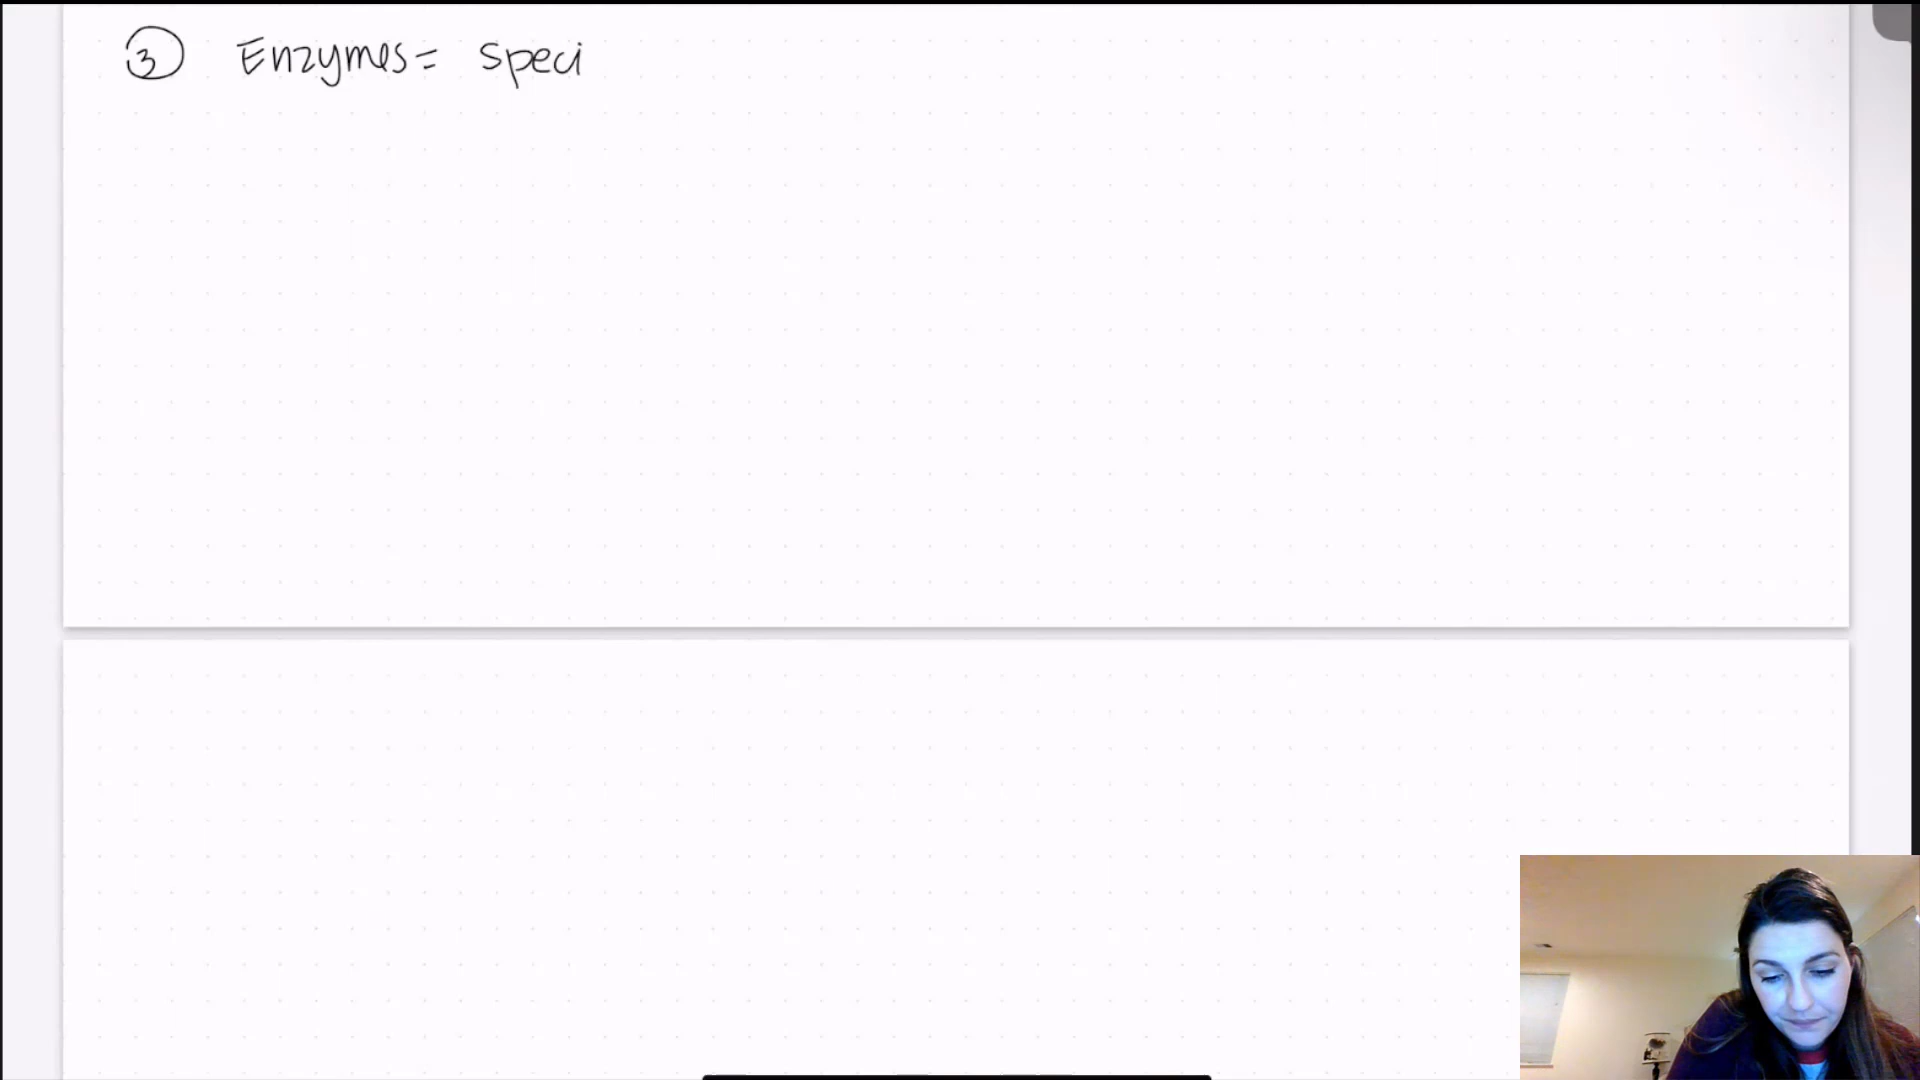 ③ Enzymes = speci